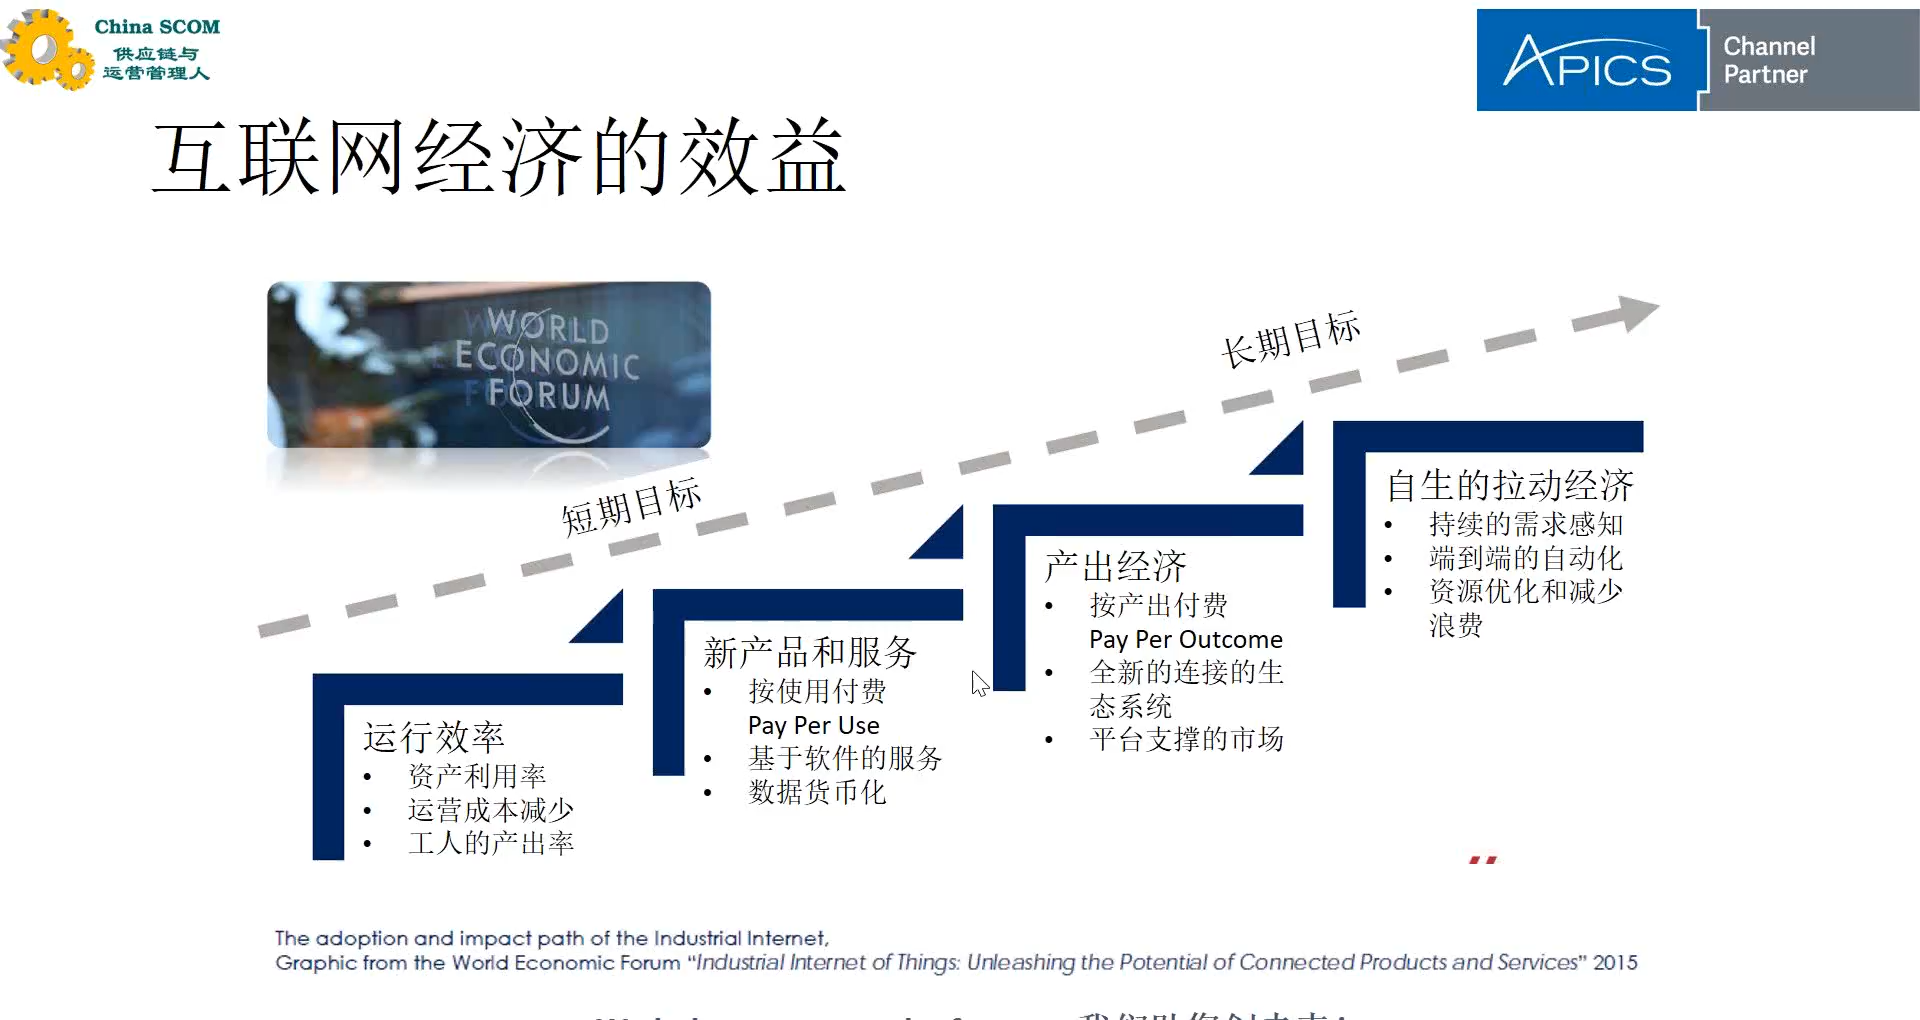 China SCOM
供应链与
运营管理人
APICS
Channel
Partner
互联网经济的效益
WORLD
ECONOMIC
FORUM
短期目标
长期目标
运行效率
• 资产利用率
• 运营成本减少
• 工人的产出率
新产品和服务
• 按使用付费
Pay Per Use
• 基于软件的服务
• 数据货币化
产出经济
• 按产出付费
Pay Per Outcome
• 全新的连接的生
态系统
• 平台支撑的市场
自生的拉动经济
• 持续的需求感知
• 端到端的自动化
• 资源优化和减少
浪费
The adoption and impact path of the Industrial Internet,
Graphic from the World Economic Forum “Industrial Internet of Things: Unleashing the Potential of Connected Products and Services” 2015